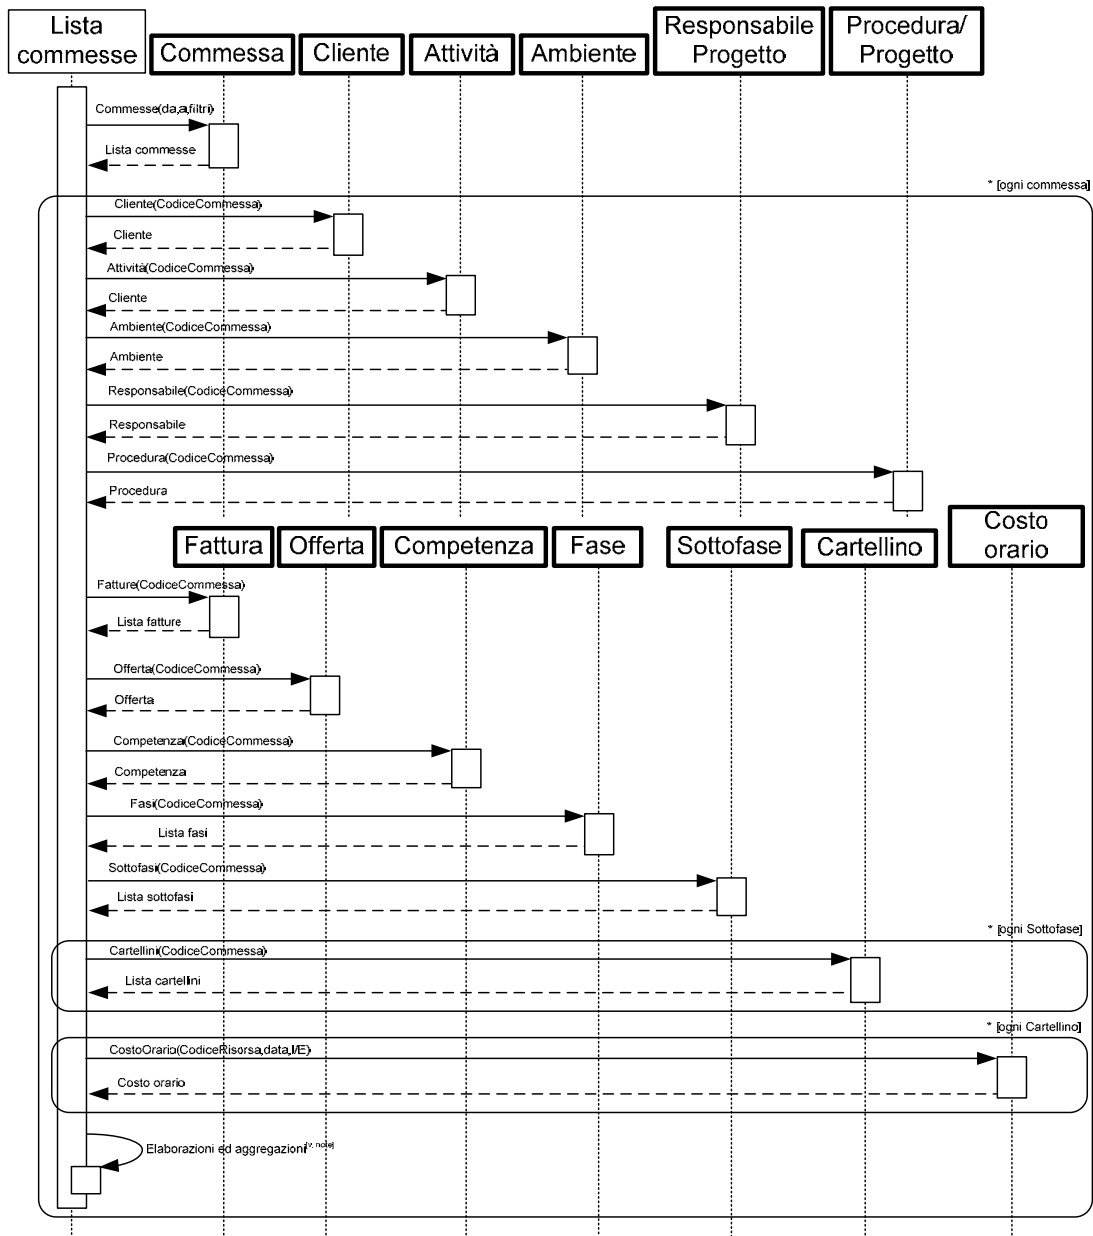 Lista
commesse
Commessa
Cliente
Attività
Ambiente
Responsabile
Progetto
Procedura/
Progetto
Commesse(da,a,filtri)
Lista commesse
* [ogni commessa]
Cliente(CodiceCommessa)
Cliente
Attività(CodiceCommessa)
Cliente
Ambiente(CodiceCommessa)
Ambiente
Responsabile(CodiceCommessa)
Responsabile
Procedura(CodiceCommessa)
Procedura
Fattura
Offerta
Competenza
Fase
Sottofase
Cartellino
Costo
orario
Fatture(CodiceCommessa)
Lista fatture
Offerta(CodiceCommessa)
Offerta
Competenza(CodiceCommessa)
Competenza
Fasi(CodiceCommessa)
Lista fasi
Sottofasi(CodiceCommessa)
Lista sottofasi
* [ogni Sottofase]
Cartellini(CodiceCommessa)
Lista cartellini
* [ogni Cartellino]
CostoOrario(CodiceRisorsa,data,I/E)
Costo orario
Elaborazioni ed aggregazioni[v. note]